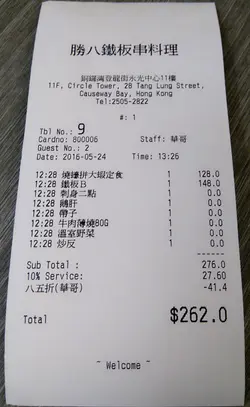 勝八鐵板串料理
銅鑼灣登龍街永光中心11樓
11F, Circle Tower, 28 Tang Lung Street,
Causeway Bay, Hong Kong
Tel:2505-2822
#: 1
Tbl No.: 9
Cardno: 800006 Staff: 華哥
Guest No.: 2
Date: 2016-05-24 Time: 13:26
12:28 燒鰻拼大蝦定食 1 128.0
12:28 鐵板B 1 148.0
12:28 刺身二點 1 0.0
12:28 鵝肝 1 0.0
12:28 帶子 1 0.0
12:28 牛肉薄燒80G 1 0.0
12:28 溫室野菜 1 0.0
12:28 炒反 1 0.0
Sub Total : 276.0
10% Service: 27.60
八五折(華哥) -41.4
Total $262.0
~ Welcome ~